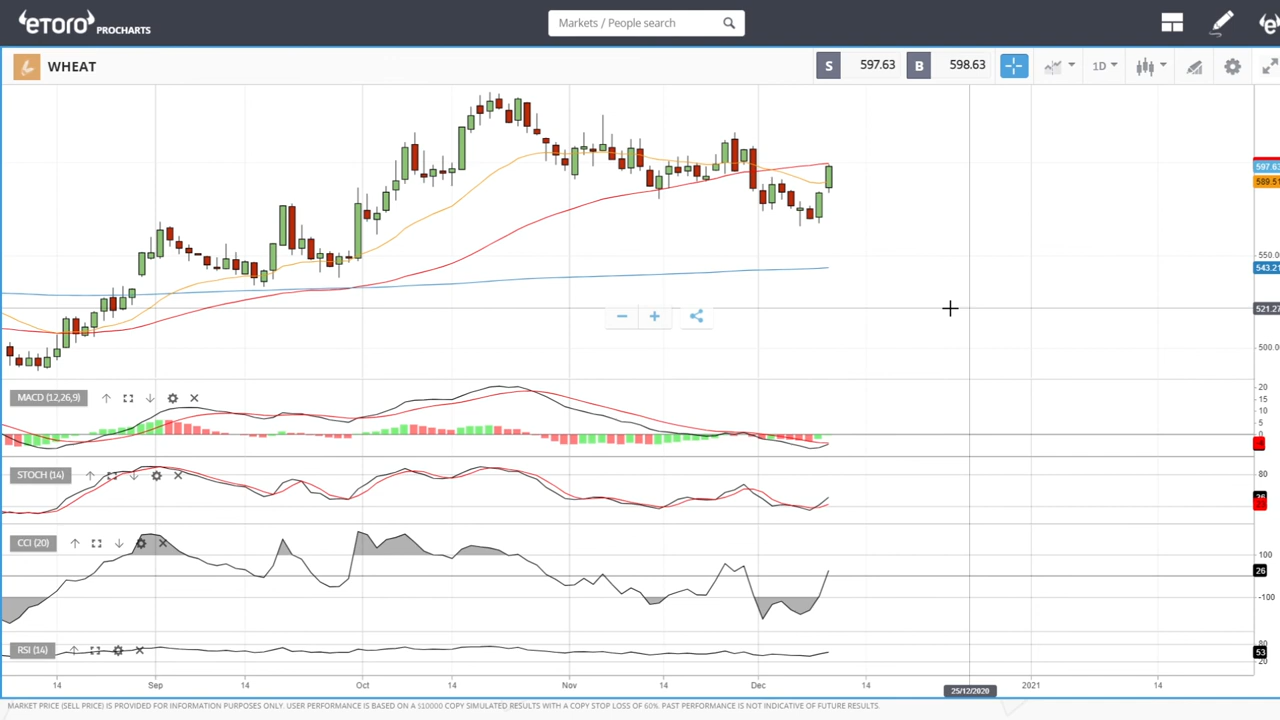 eToro PROCHARTS
Markets / People search
WHEAT
S 597.63 B 598.63
1D
597.63
589.51
550.0
543.21
521.27
500.0
MACD (12,26,9)
20
15
10
5
0
STOCH (14)
80
26
CCI (20)
100
26
-100
RSI (14)
80
53
20
14 Sep 14 Oct 14 Nov 14 Dec 14 25/12/2020 2021 14
MARKET PRICE (SELL PRICE) IS PROVIDED FOR INFORMATION PURPOSES ONLY. USER PERFORMANCE IS BASED ON A $10000 COPY SIMULATED RESULTS WITH A COPY STOP LOSS OF 60%. PAST PERFORMANCE IS NOT INDICATIVE OF FUTURE RESULTS.